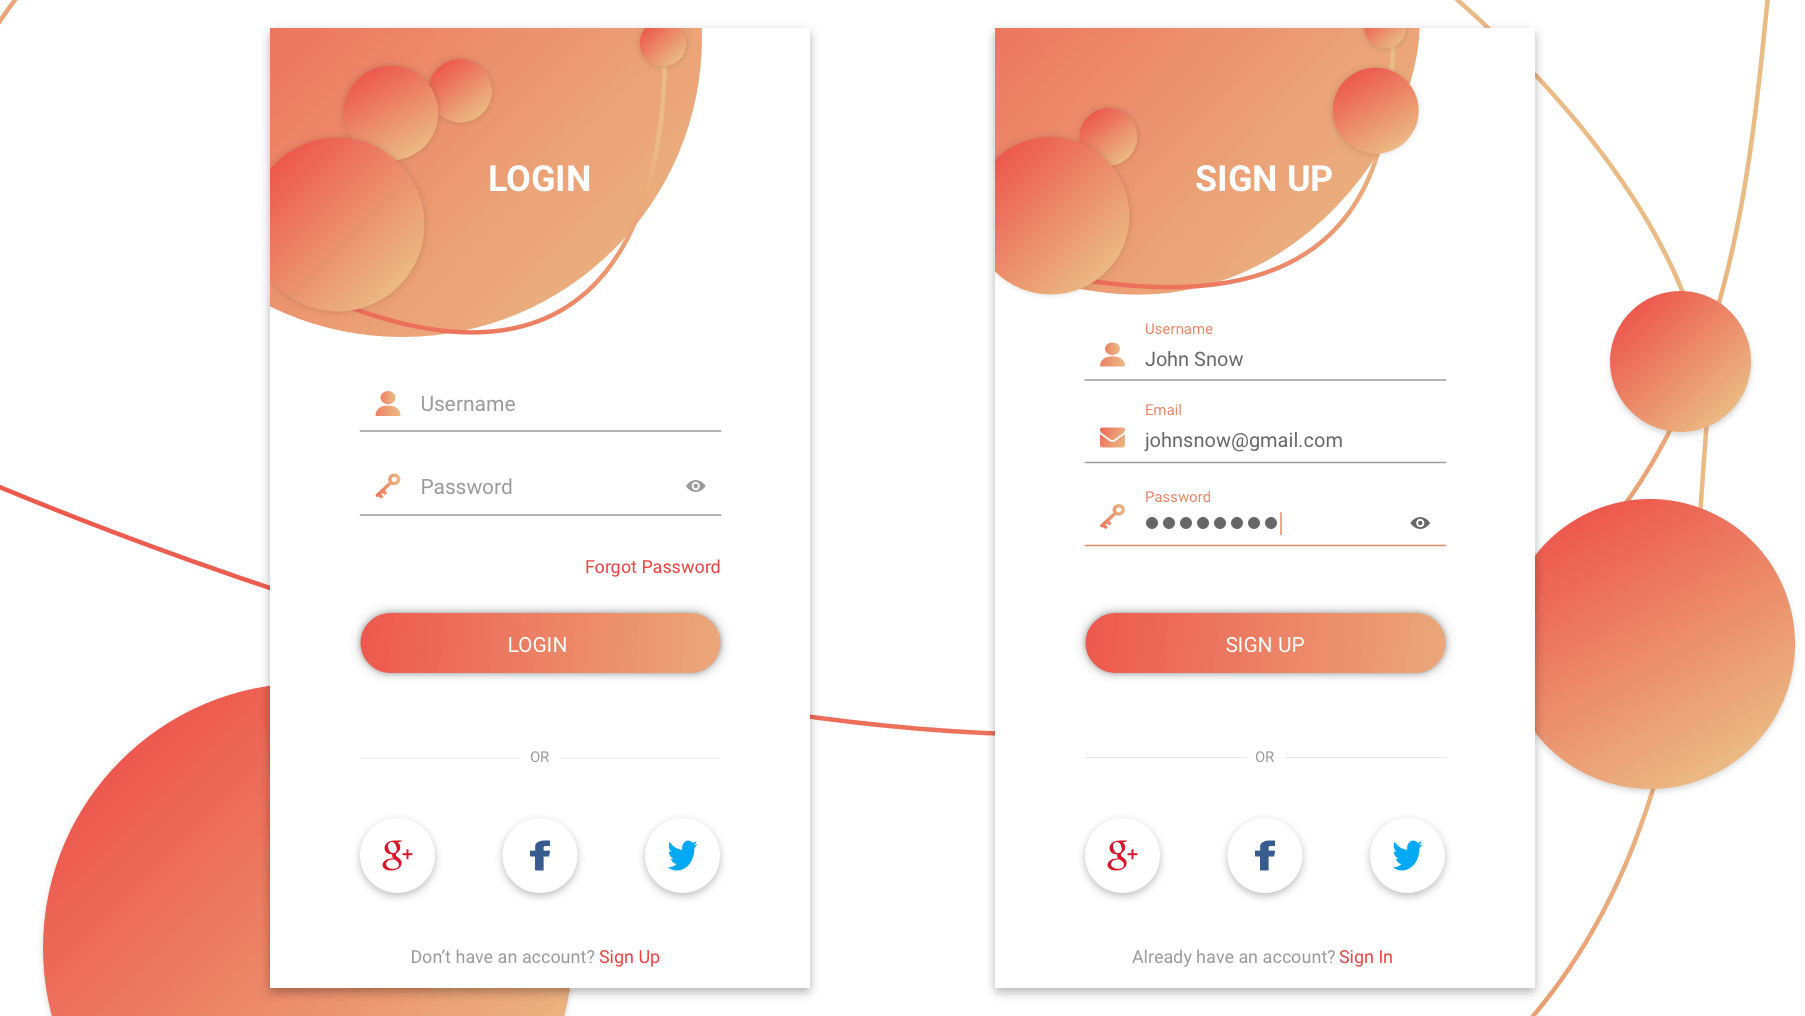 LOGIN
Username
Password
Forgot Password
LOGIN
OR
g+
f
Don't have an account? Sign Up
SIGN UP
Username
John Snow
Email
johnsnow@gmail.com
Password
SIGN UP
OR
g+
f
Already have an account? Sign In